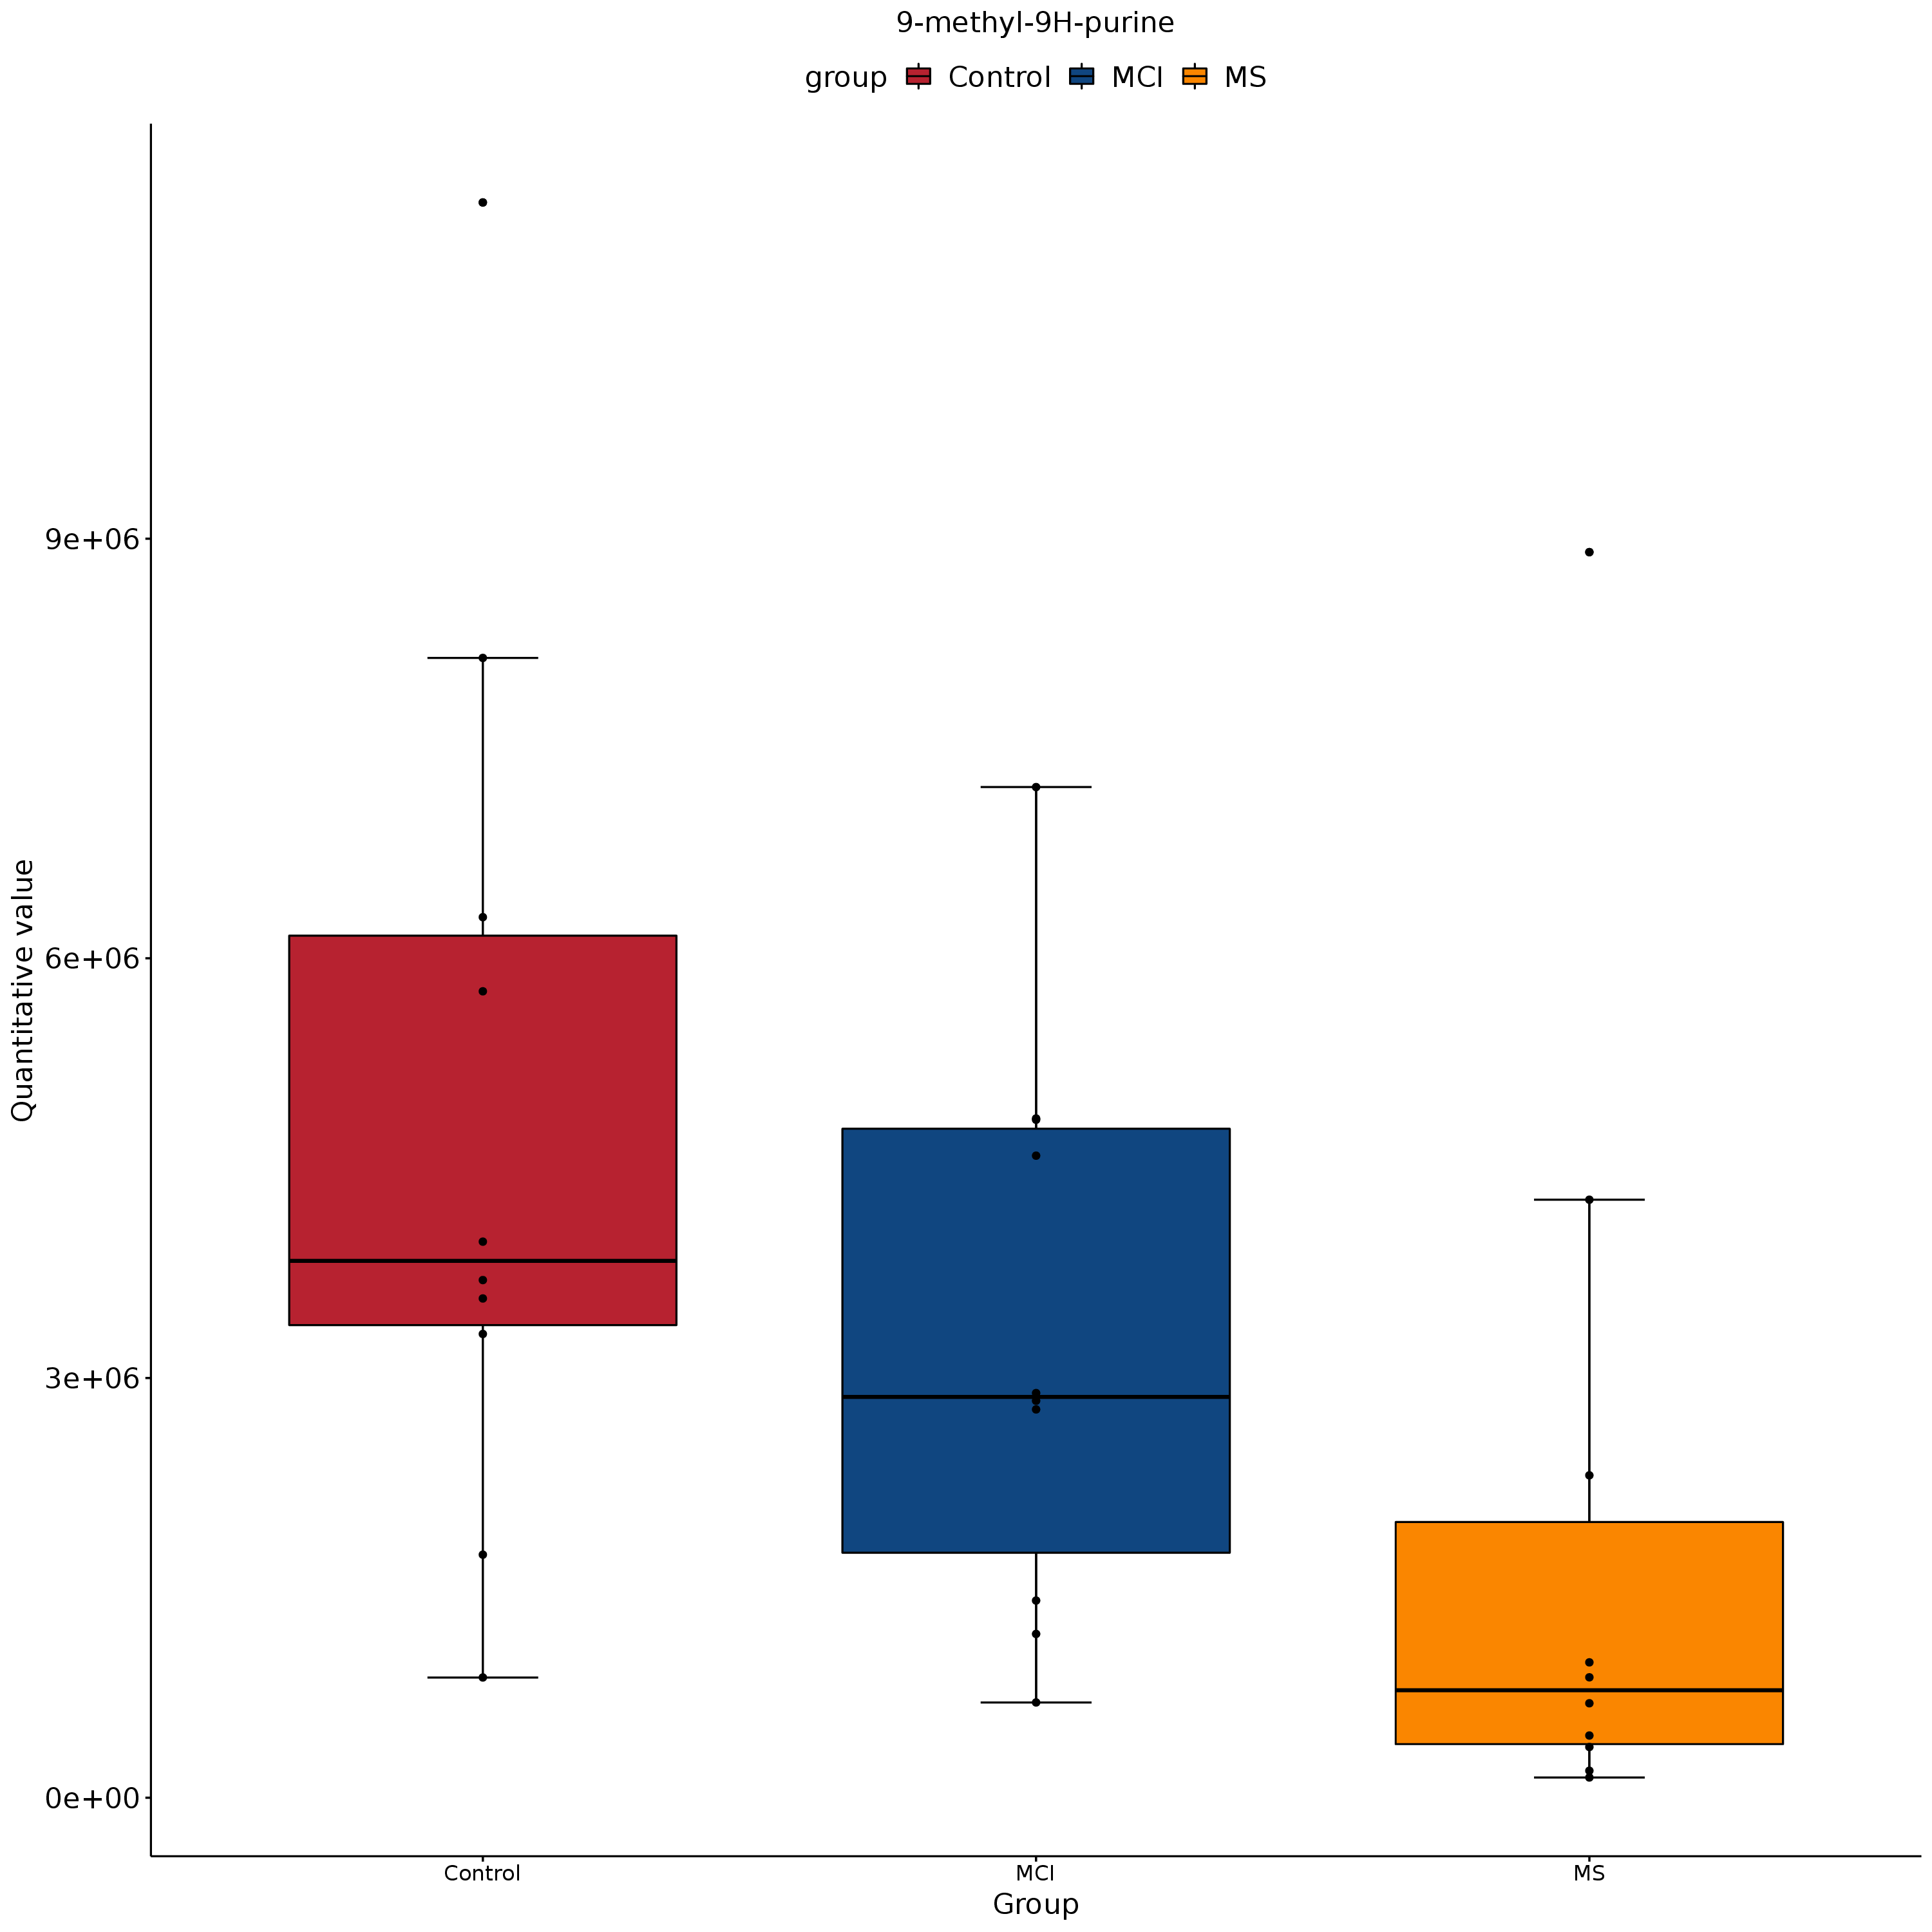 9-methyl-9H-purine
group Control MCI MS
Quantitative value
9e+06
6e+06
3e+06
0e+00
Control MCI MS
Group